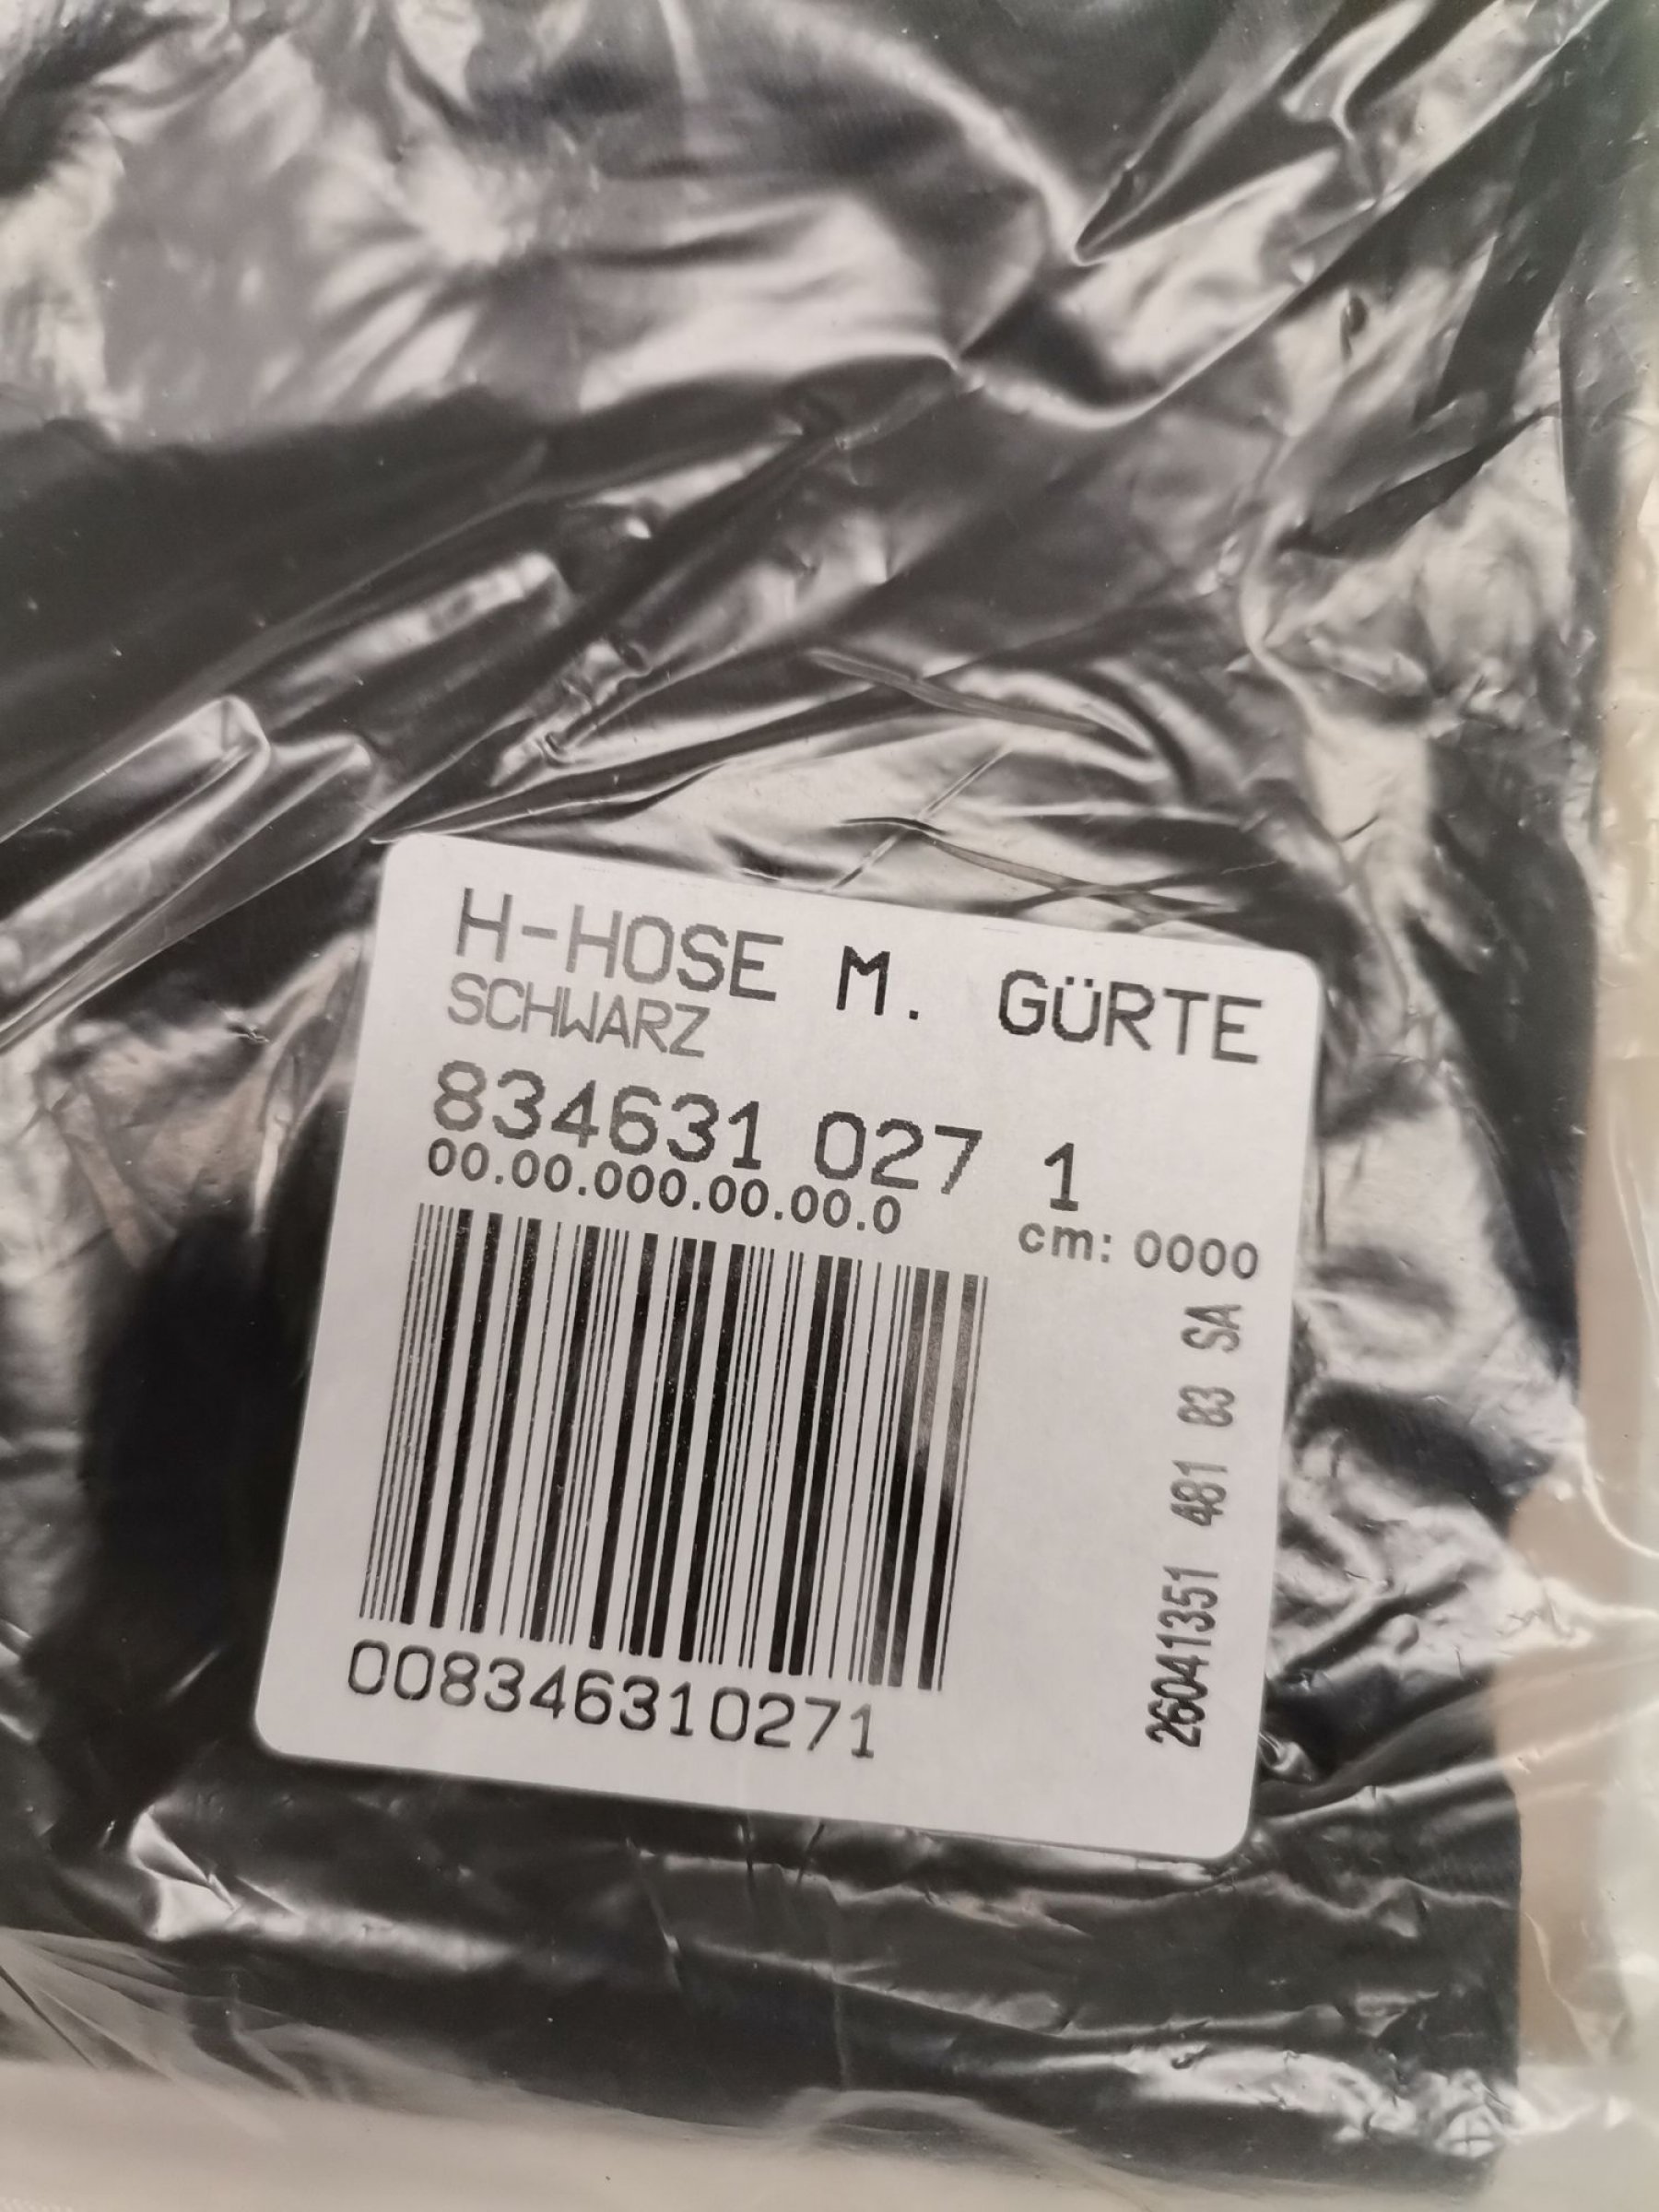 H-HOSE M. GÜRTE
SCHWARZ
834631 027 1
00.00.000.00.00.0
cm: 0000
008346310271
26041351 481 83 SA